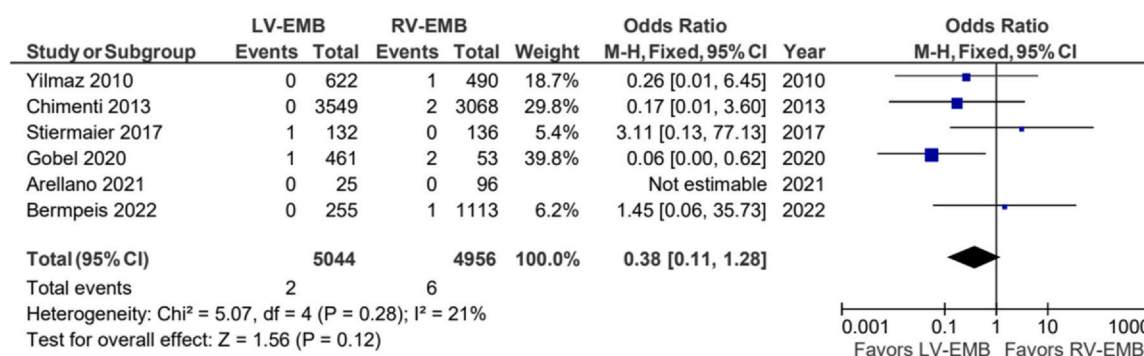 LV-EMB RV-EMB Odds Ratio Odds Ratio
Study or Subgroup Events Total Events Total Weight M-H, Fixed, 95% CI Year M-H, Fixed, 95% CI
Yilmaz 2010 0 622 1 490 18.7% 0.26 [0.01, 6.45] 2010
Chimenti 2013 0 3549 2 3068 29.8% 0.17 [0.01, 3.60] 2013
Stiermaier 2017 1 132 0 136 5.4% 3.11 [0.13, 77.13] 2017
Gobel 2020 1 461 2 53 39.8% 0.06 [0.00, 0.62] 2020
Arellano 2021 0 25 0 96 Not estimable 2021
Bermpeis 2022 0 255 1 1113 6.2% 1.45 [0.06, 35.73] 2022
Total (95% CI) 5044 4956 100.0% 0.38 [0.11, 1.28]
Total events 2 6
Heterogeneity: Chi² = 5.07, df = 4 (P = 0.28); I² = 21%
Test for overall effect: Z = 1.56 (P = 0.12)
0.001 0.1 1 10 1000
Favors LV-EMB Favors RV-EMB